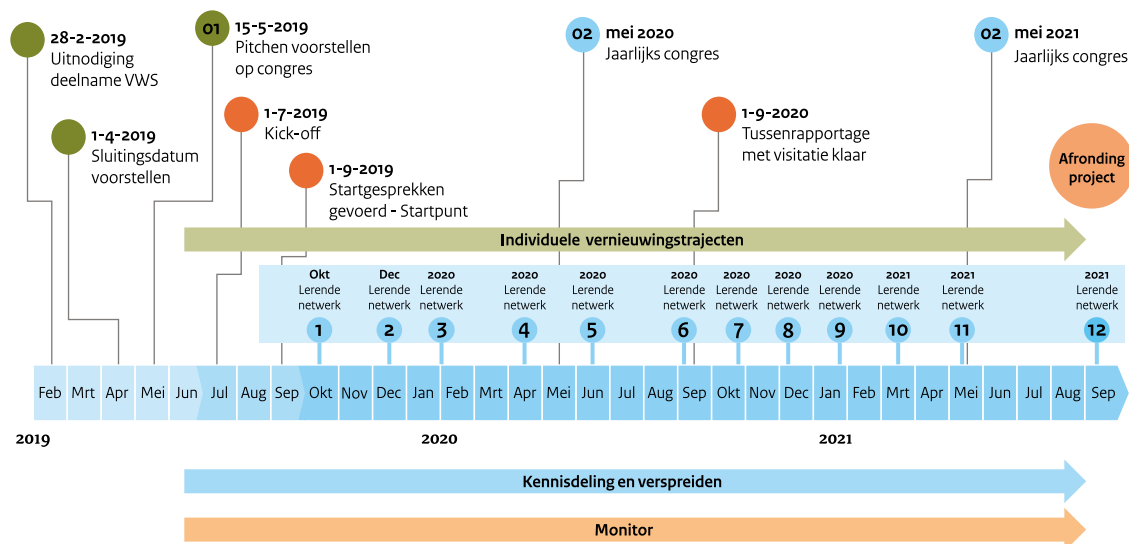 01
28-2-2019
Uitnodiging
deelname VWS
15-5-2019
Pitchen voorstellen
op congres
02
mei 2020
Jaarlijks congres
02
mei 2021
Jaarlijks congres
1-4-2019
Sluitingsdatum
voorstellen
1-7-2019
Kick-off
1-9-2019
Startgesprekken
gevoerd - Startpunt
1-9-2020
Tussenrapportage
met visitatie klaar
Afronding
project
Individuele vernieuwingstrajecten
Okt
Lerende
netwerk
1
Dec
Lerende
netwerk
2
2020
Lerende
netwerk
3
2020
Lerende
netwerk
4
2020
Lerende
netwerk
5
2020
Lerende
netwerk
6
2020
Lerende
netwerk
7
2020
Lerende
netwerk
8
2020
Lerende
netwerk
9
2021
Lerende
netwerk
10
2021
Lerende
netwerk
11
2021
Lerende
netwerk
12
Feb Mrt Apr Mei Jun Jul Aug Sep Okt Nov Dec Jan Feb Mrt Apr Mei Jun Jul Aug Sep Okt Nov Dec Jan Feb Mrt Apr Mei Jun Jul Aug Sep
2019 2020 2021
Kennisdeling en verspreiden
Monitor